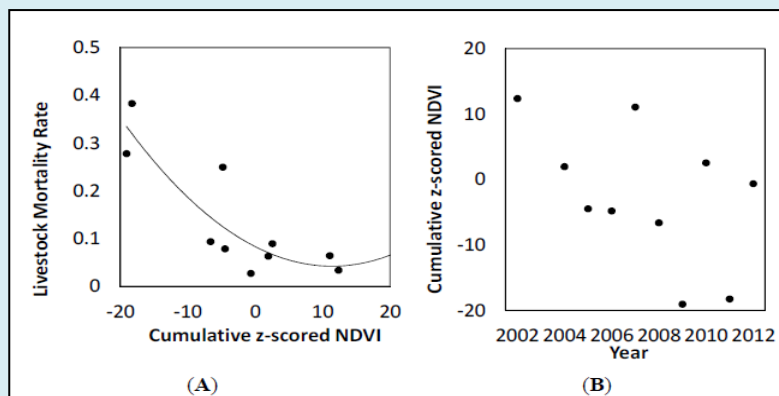 0.5
0.4
0.3
0.2
0.1
0
Livestock Mortality Rate
-20 -10 0 10 20
Cumulative z-scored NDVI
(A)
20
10
0
-10
-20
Cumulative z-scored NDVI
2002 2004 2006 2008 2010 2012
Year
(B)